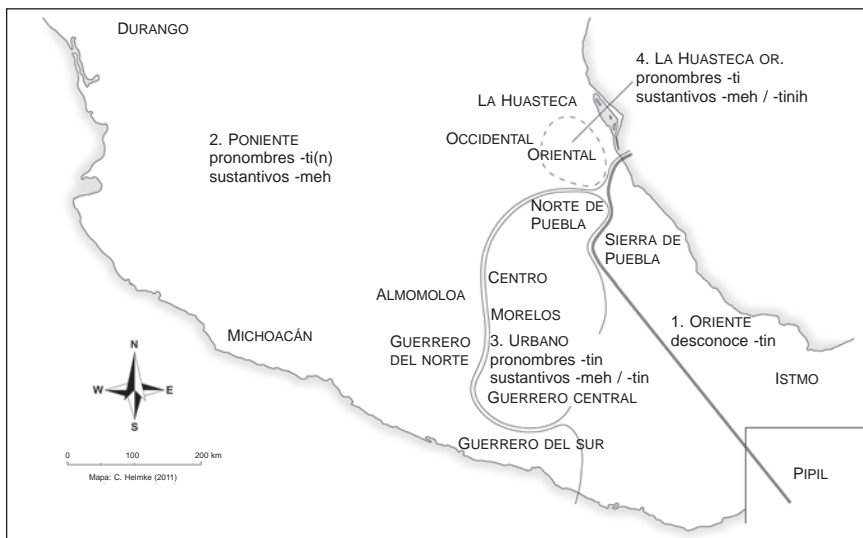 DURANGO
4. LA HUASTECA OR.
pronombres -ti
sustantivos -meh / -tinih
LA HUASTECA
2. PONIENTE
pronombres -ti(n)
sustantivos -meh
OCCIDENTAL
ORIENTAL
NORTE DE
PUEBLA
SIERRA DE
PUEBLA
CENTRO
ALMOMOLOA
MORELOS
1. ORIENTE
desconoce -tin
MICHOACÁN
GUERRERO
DEL NORTE
3. URBANO
pronombres -tin
sustantivos -meh / -tin
ISTMO
GUERRERO CENTRAL
N
W
E
S
GUERRERO DEL SUR
0 100 200 km
Mapa: C. Helmke (2011)
PIPIL